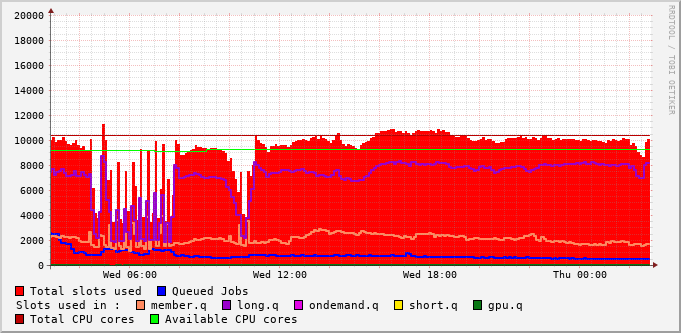 20000
18000
16000
14000
12000
10000
8000
6000
4000
2000
0
Wed 06:00 Wed 12:00 Wed 18:00 Thu 00:00
RRDTOOL / TOBI OETIKER
Total slots used Queued Jobs
Slots used in : member.q long.q ondemand.q short.q gpu.q
Total CPU cores Available CPU cores